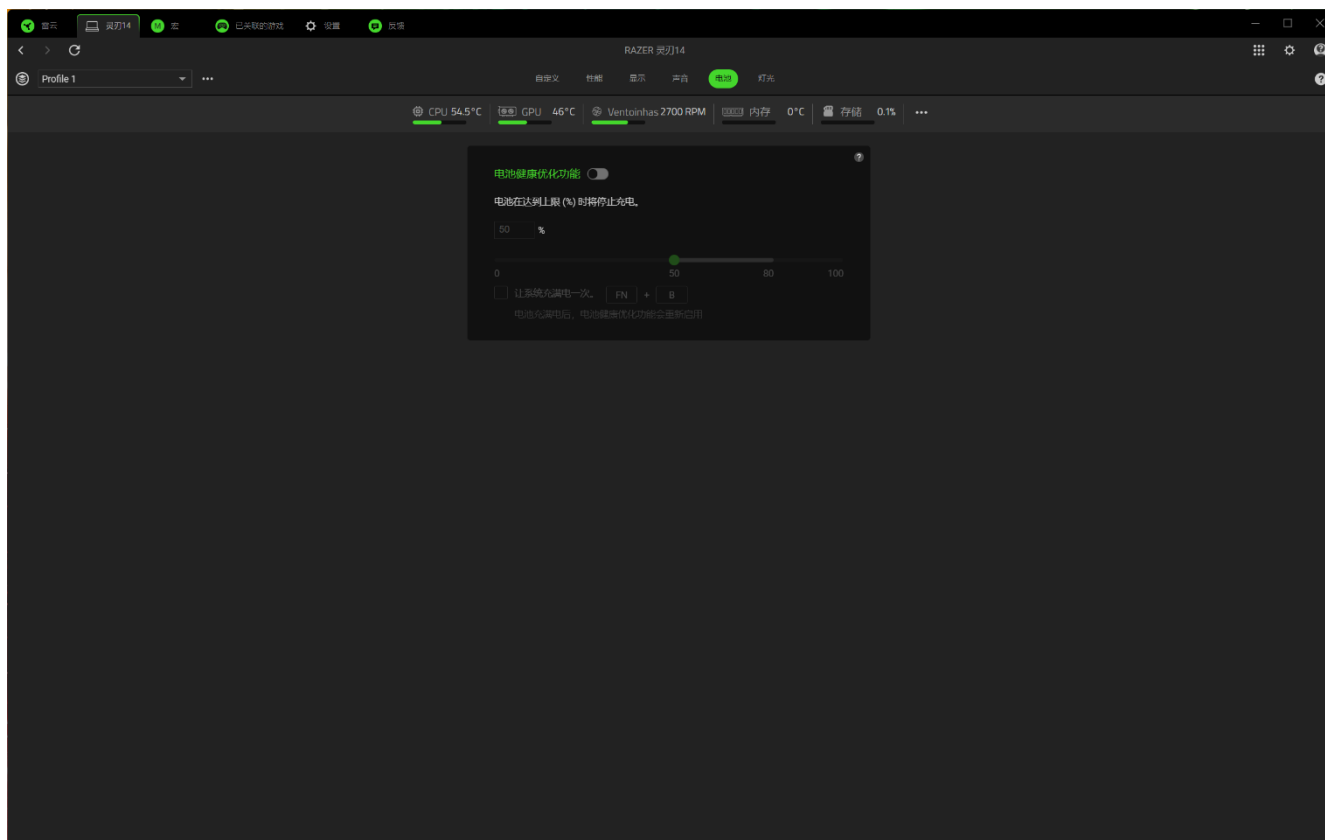 雷云 灵刃14 M 宏 已关联的游戏 设置 反馈
RAZER 灵刃14
Profile 1 自定义 性能 显示 声音 电池 灯光
CPU 54.5°C GPU 46°C Ventoinhas 2700 RPM 内存 0°C 存储 0.1%
电池健康优化功能
电池在达到上限 (%) 时将停止充电。
50 %
0 50 80 100
让系统充满电一次。 FN + B
电池充满电后，电池健康优化功能会重新启用